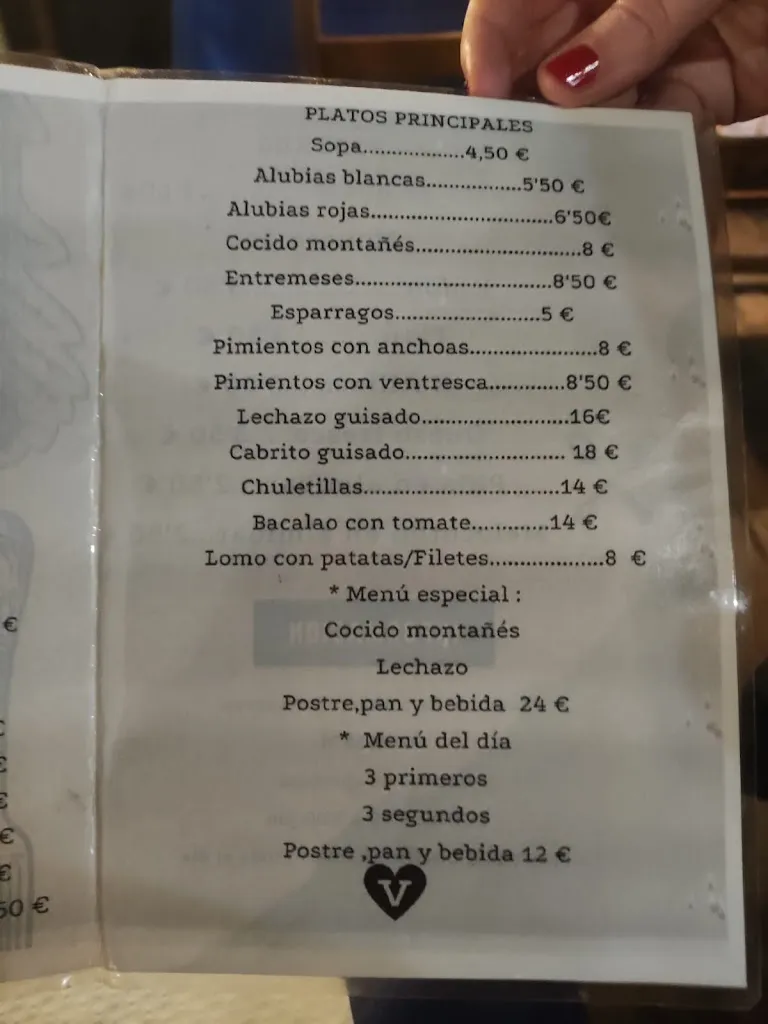 PLATOS PRINCIPALES
Sopa..................4,50 €
Alubias blancas.................5'50 €
Alubias rojas................................6'50€
Cocido montañés.............................8 €
Entremeses..................................8'50 €
Esparragos.........................5 €
Pimientos con anchoas.......................8 €
Pimientos con ventresca.............8'50 €
Lechazo guisado..........................16€
Cabrito guisado............................ 18 €
Chuletillas..................................14 €
Bacalao con tomate.............14 €
Lomo con patatas/Filetes....................8 €
* Menú especial :
Cocido montañés
Lechazo
Postre,pan y bebida 24 €
* Menú del día
3 primeros
3 segundos
Postre ,pan y bebida 12 €
V
€
€
€
€
€
€
50 €